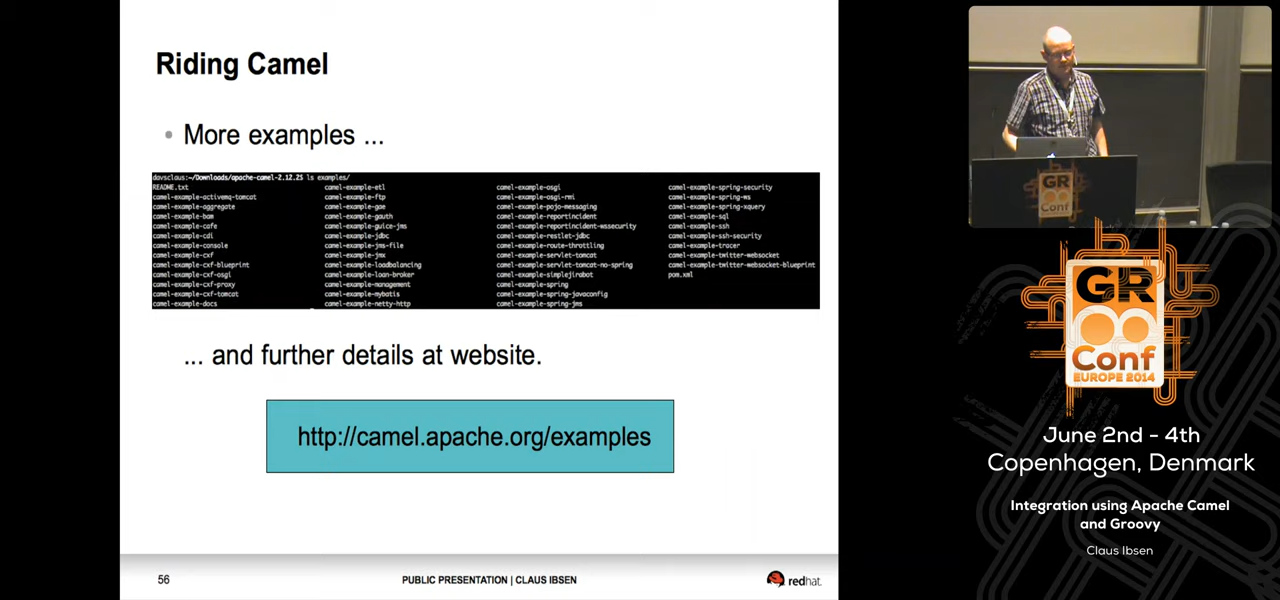 Riding Camel
• More examples ...
davsclaus:~/Downloads/apache-camel-2.12.2$ ls examples/
README.txt camel-example-etl camel-example-osgi camel-example-spring-security
camel-example-activemq-tomcat camel-example-ftp camel-example-osgi-rmi camel-example-spring-ws
camel-example-aggregate camel-example-gae camel-example-pojo-messaging camel-example-spring-xquery
camel-example-bam camel-example-gauth camel-example-reportincident camel-example-sql
camel-example-cafe camel-example-guice-jms camel-example-reportincident-wssecurity camel-example-ssh
camel-example-cdi camel-example-jdbc camel-example-restlet-jdbc camel-example-ssh-security
camel-example-console camel-example-jms-file camel-example-route-throttling camel-example-tracer
camel-example-cxf camel-example-jmx camel-example-servlet-tomcat camel-example-twitter-websocket
camel-example-cxf-blueprint camel-example-loadbalancing camel-example-servlet-tomcat-no-spring camel-example-twitter-websocket-blueprint
camel-example-cxf-osgi camel-example-loan-broker camel-example-simplejirabot pom.xml
camel-example-cxf-proxy camel-example-management camel-example-spring
camel-example-cxf-tomcat camel-example-mybatis camel-example-spring-javaconfig
camel-example-docs camel-example-netty-http camel-example-spring-jms
... and further details at website.
http://camel.apache.org/examples
56 PUBLIC PRESENTATION | CLAUS IBSEN redhat.
GR
Conf
GR
Conf
EUROPE 2014
June 2nd - 4th
Copenhagen, Denmark
Integration using Apache Camel
and Groovy
Claus Ibsen